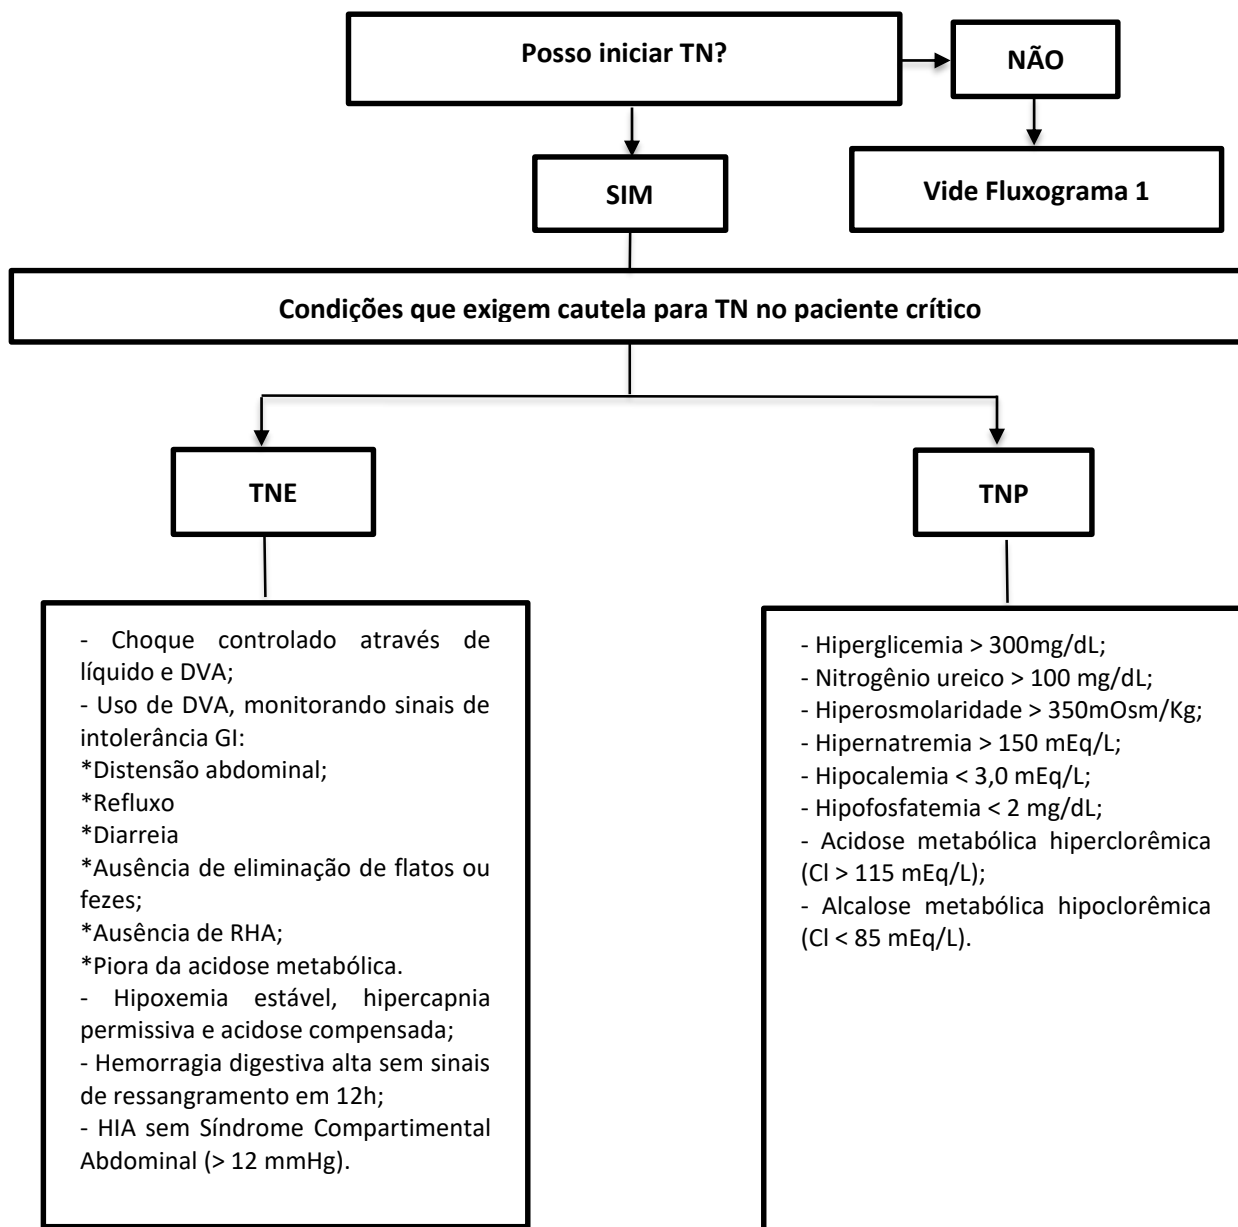 Posso iniciar TN?
NÃO
SIM
Vide Fluxograma 1
Condições que exigem cautela para TN no paciente crítico
TNE
TNP
- Choque controlado através de
líquido e DVA;
- Uso de DVA, monitorando sinais de
intolerância GI:
*Distensão abdominal;
*Refluxo
*Diarreia
*Ausência de eliminação de flatos ou
fezes;
*Ausência de RHA;
*Piora da acidose metabólica.
- Hipoxemia estável, hipercapnia
permissiva e acidose compensada;
- Hemorragia digestiva alta sem sinais
de ressangramento em 12h;
- HIA sem Síndrome Compartimental
Abdominal (> 12 mmHg).
- Hiperglicemia > 300mg/dL;
- Nitrogênio ureico > 100 mg/dL;
- Hiperosmolaridade > 350mOsm/Kg;
- Hipernatremia > 150 mEq/L;
- Hipocalemia < 3,0 mEq/L;
- Hipofosfatemia < 2 mg/dL;
- Acidose metabólica hiperclorêmica
(Cl > 115 mEq/L);
- Alcalose metabólica hipoclorêmica
(Cl < 85 mEq/L).